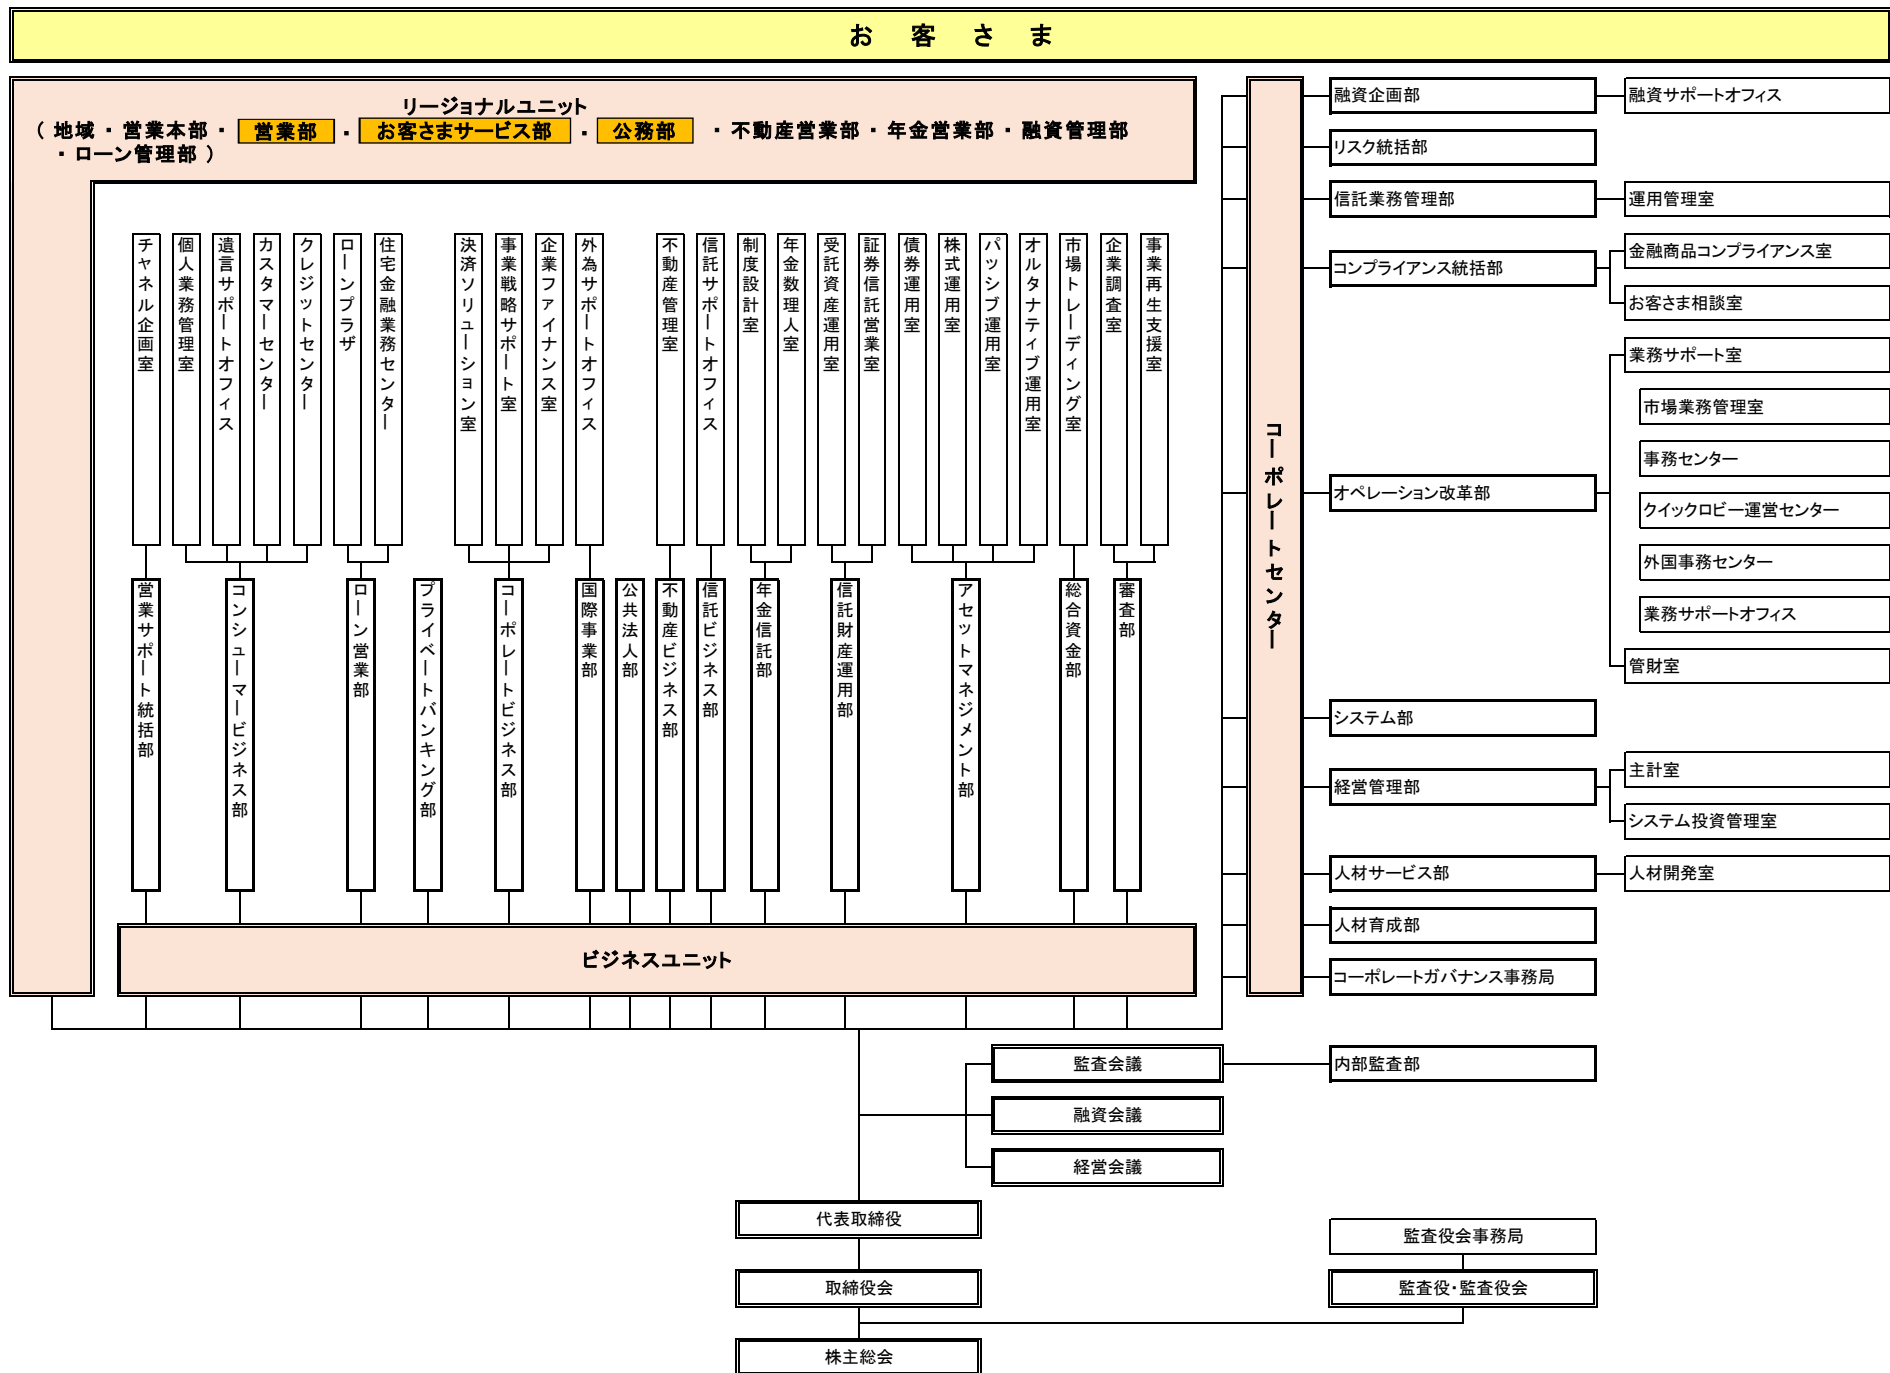 お 客 さ ま
リージョナルユニット
( 地域 ・ 営業本部 ・ 営業部 ・ お客さまサービス部 ・ 公務部 ・ 不動産営業部 ・ 年金営業部 ・ 融資管理部
・ ローン管理部 )
チャネル企画室
個人業務管理室
遺言サポートオフィス
カスタマーセンター
クレジットセンター
ローンプラザ
住宅金融業務センター
決済ソリューション室
事業戦略サポート室
企業ファイナンス室
外為サポートオフィス
不動産管理室
信託サポートオフィス
制度設計室
年金数理人室
受託資産運用室
証券信託営業室
債券運用室
株式運用室
パッシブ運用室
オルタナティブ運用室
市場トレーディング室
企業調査室
事業再生支援室
営業サポート統括部
コンシューマービジネス部
ローン営業部
プライベートバンキング部
コーポレートビジネス部
国際事業部
公共法人部
不動産ビジネス部
信託ビジネス部
年金信託部
信託財産運用部
アセットマネジメント部
総合資金部
審査部
ビジネスユニット
コーポレートセンター
融資企画部
融資サポートオフィス
リスク統括部
信託業務管理部
運用管理室
コンプライアンス統括部
金融商品コンプライアンス室
お客さま相談室
オペレーション改革部
業務サポート室
市場業務管理室
事務センター
クイックロビー運営センター
外国事務センター
業務サポートオフィス
管財室
システム部
経営管理部
主計室
システム投資管理室
人材サービス部
人材開発室
人材育成部
コーポレートガバナンス事務局
監査会議
内部監査部
融資会議
経営会議
代表取締役
監査役会事務局
取締役会
監査役・監査役会
株主総会